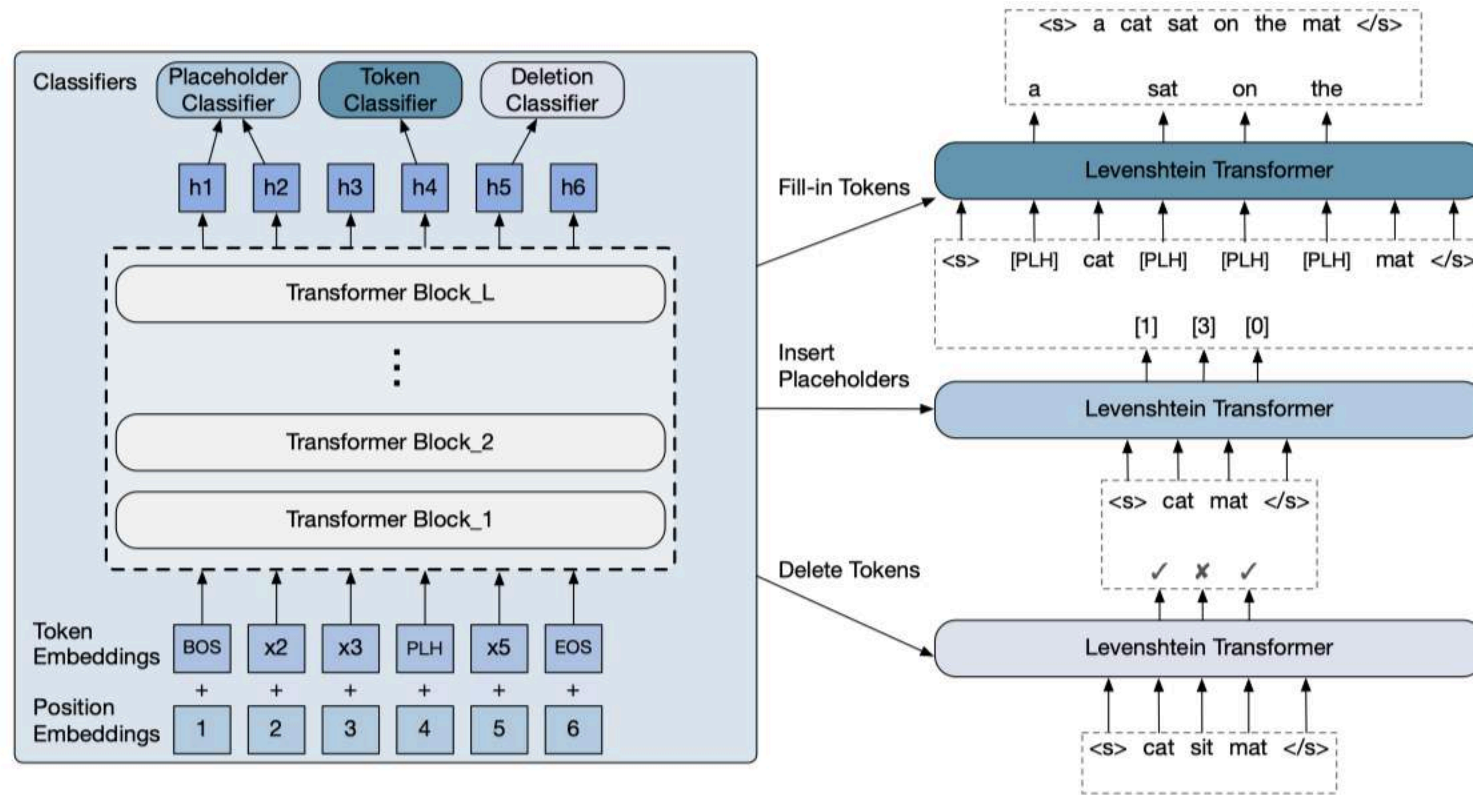 Classifiers
Placeholder
Classifier
Token
Classifier
Deletion
Classifier
h1 h2 h3 h4 h5 h6
Transformer Block_L
Transformer Block_2
Transformer Block_1
Token
Embeddings
BOS x2 x3 PLH x5 EOS
+ + + + + +
Position
Embeddings
1 2 3 4 5 6
Fill-in Tokens
Insert
Placeholders
Delete Tokens
<s> a cat sat on the mat </s>
a sat on the
Levenshtein Transformer
<s> [PLH] cat [PLH] [PLH] [PLH] mat </s>
[1] [3] [0]
Levenshtein Transformer
<s> cat mat </s>
✓ ✘ ✓
Levenshtein Transformer
<s> cat sit mat </s>